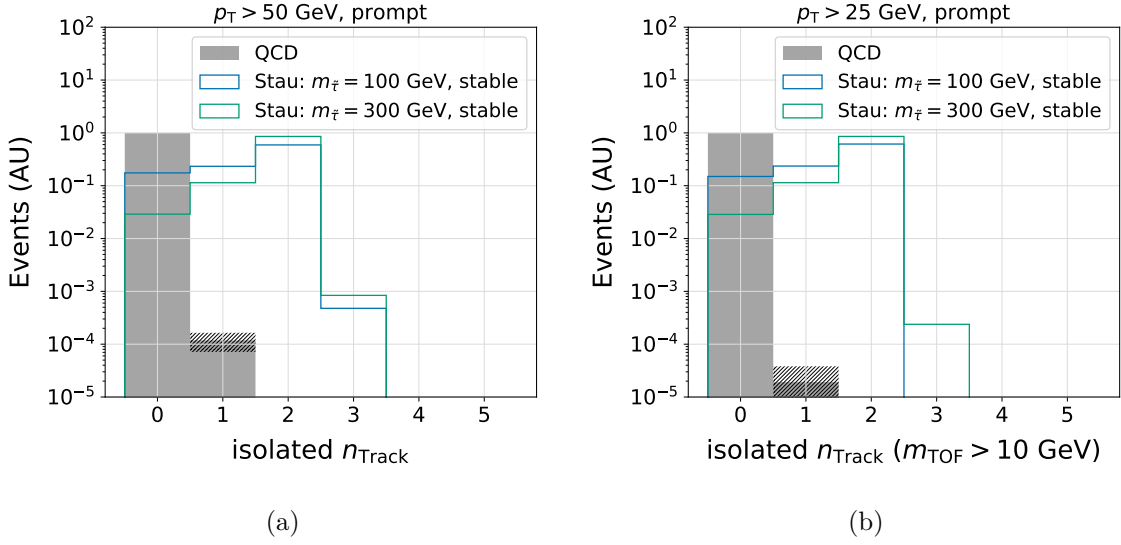 p_T > 50 GeV, prompt
QCD
Stau: m_τ̃ = 100 GeV, stable
Stau: m_τ̃ = 300 GeV, stable
Events (AU)
10^2
10^1
10^0
10^−1
10^−2
10^−3
10^−4
10^−5
0 1 2 3 4 5
isolated n_Track
(a)
p_T > 25 GeV, prompt
QCD
Stau: m_τ̃ = 100 GeV, stable
Stau: m_τ̃ = 300 GeV, stable
Events (AU)
10^2
10^1
10^0
10^−1
10^−2
10^−3
10^−4
10^−5
0 1 2 3 4 5
isolated n_Track (m_TOF > 10 GeV)
(b)